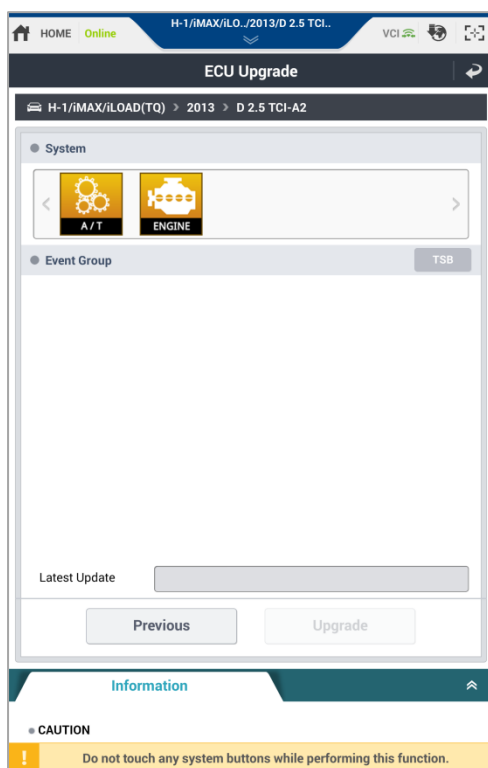 HOME Online H-1/iMAX/iLO../2013/D 2.5 TCI.. VCI
ECU Upgrade
H-1/iMAX/iLOAD(TQ) > 2013 > D 2.5 TCI-A2
System
A/T ENGINE
Event Group TSB
Latest Update
Previous Upgrade
Information
CAUTION
! Do not touch any system buttons while performing this function.